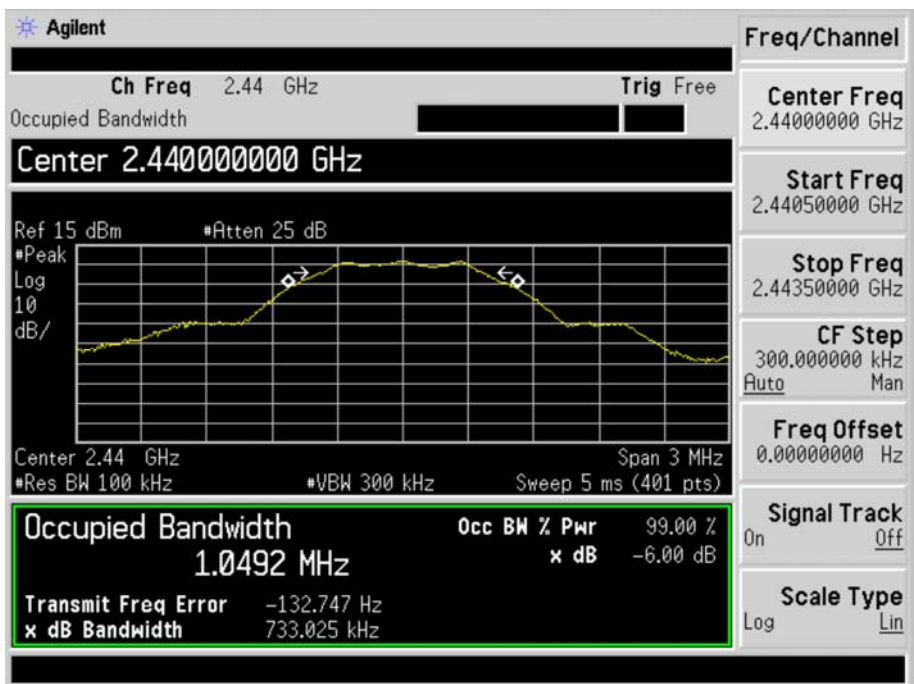 Agilent
Freq/Channel
Ch Freq 2.44 GHz Trig Free
Occupied Bandwidth
Center 2.440000000 GHz
Ref 15 dBm #Atten 25 dB
#Peak
Log
10
dB/
Center 2.44 GHz Span 3 MHz
#Res BW 100 kHz #VBW 300 kHz Sweep 5 ms (401 pts)
Occupied Bandwidth
1.0492 MHz
Occ BW % Pwr 99.00 %
x dB -6.00 dB
Transmit Freq Error -132.747 Hz
x dB Bandwidth 733.025 kHz
Center Freq
2.44000000 GHz
Start Freq
2.44050000 GHz
Stop Freq
2.44350000 GHz
CF Step
300.000000 kHz
Auto Man
Freq Offset
0.00000000 Hz
Signal Track
On Off
Scale Type
Log Lin